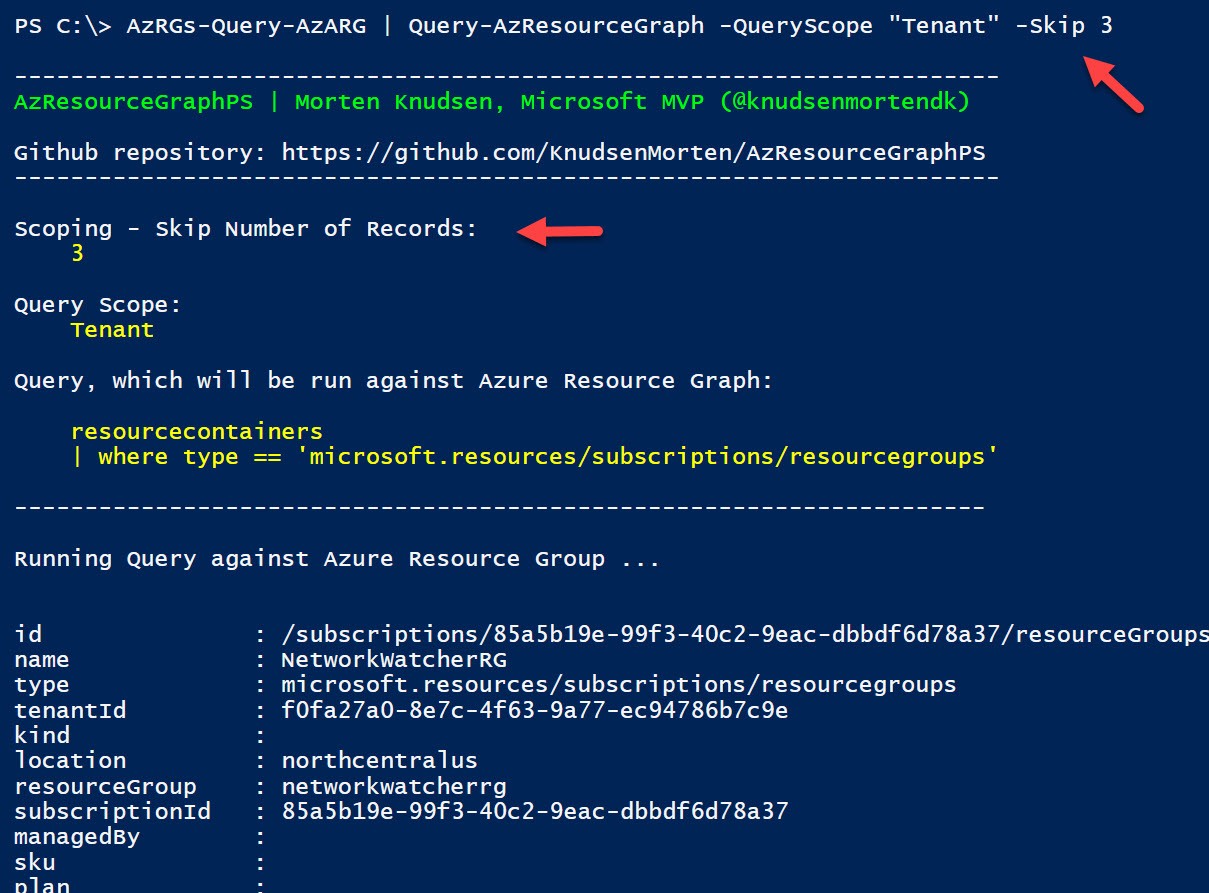 PS C:\> AzRGs-Query-AzARG | Query-AzResourceGraph -QueryScope "Tenant" -Skip 3
----------------------------------------------------------------------
AzResourceGraphPS | Morten Knudsen, Microsoft MVP (@knudsenmortendk)
Github repository: https://github.com/KnudsenMorten/AzResourceGraphPS
----------------------------------------------------------------------
Scoping - Skip Number of Records:
3
Query Scope:
Tenant
Query, which will be run against Azure Resource Graph:
resourcecontainers
| where type == 'microsoft.resources/subscriptions/resourcegroups'
---------------------------------------------------------------------
Running Query against Azure Resource Group ...
id : /subscriptions/85a5b19e-99f3-40c2-9eac-dbbdf6d78a37/resourceGroups
name : NetworkWatcherRG
type : microsoft.resources/subscriptions/resourcegroups
tenantId : f0fa27a0-8e7c-4f63-9a77-ec94786b7c9e
kind :
location : northcentralus
resourceGroup : networkwatcherrg
subscriptionId : 85a5b19e-99f3-40c2-9eac-dbbdf6d78a37
managedBy :
sku :
plan :